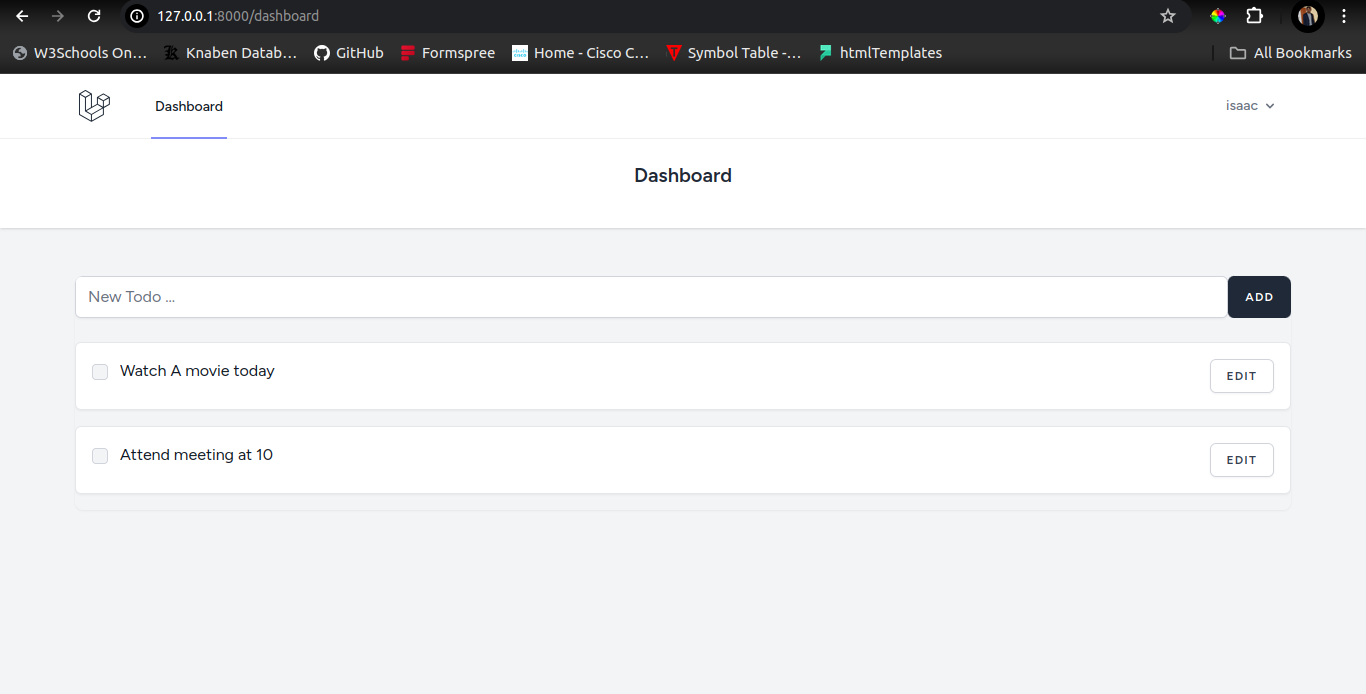 127.0.0.1:8000/dashboard
W3Schools On... Knaben Datab... GitHub Formspree Home - Cisco C... Symbol Table -... htmlTemplates All Bookmarks
Dashboard isaac
Dashboard
New Todo ... ADD
Watch A movie today EDIT
Attend meeting at 10 EDIT